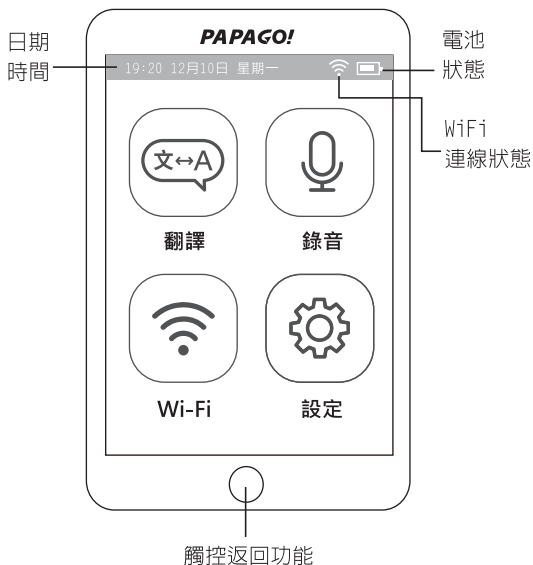 PAPAGO!
日期
時間
19:20 12月10日 星期一
電池
狀態
WiFi
連線狀態
文↔A
翻譯
錄音
Wi-Fi
設定
觸控返回功能